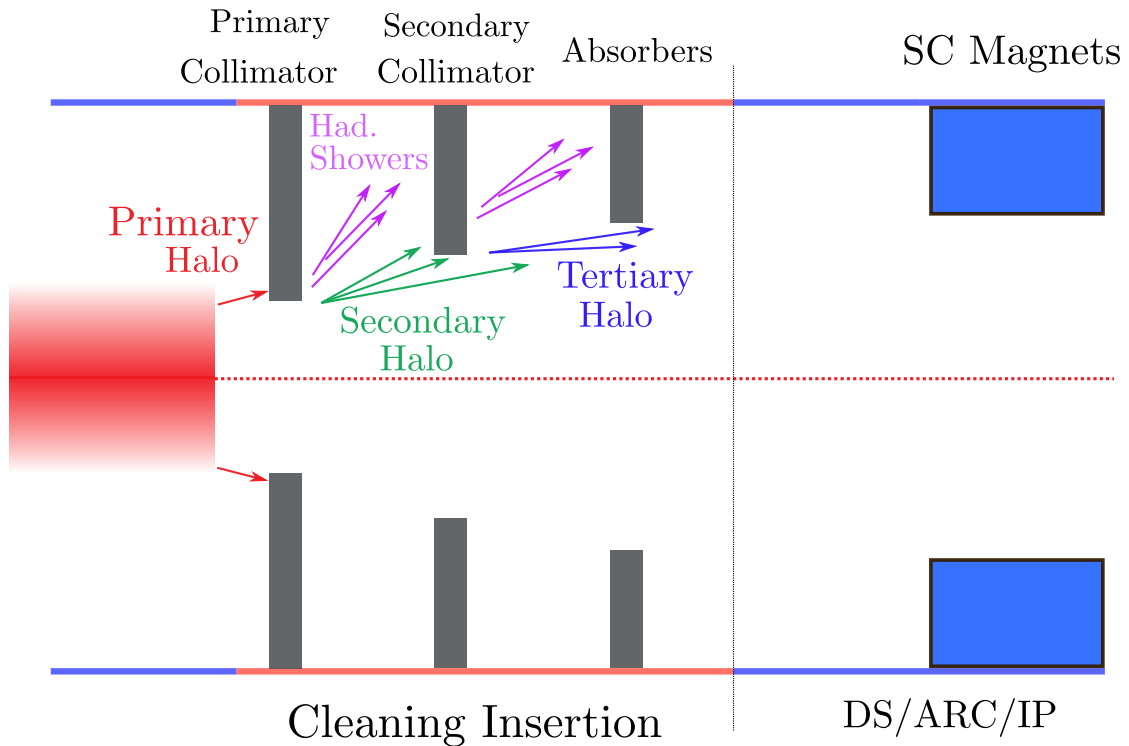 Primary
Collimator
Secondary
Collimator
Absorbers
SC Magnets
Had.
Showers
Primary
Halo
Secondary
Halo
Tertiary
Halo
Cleaning Insertion
DS/ARC/IP